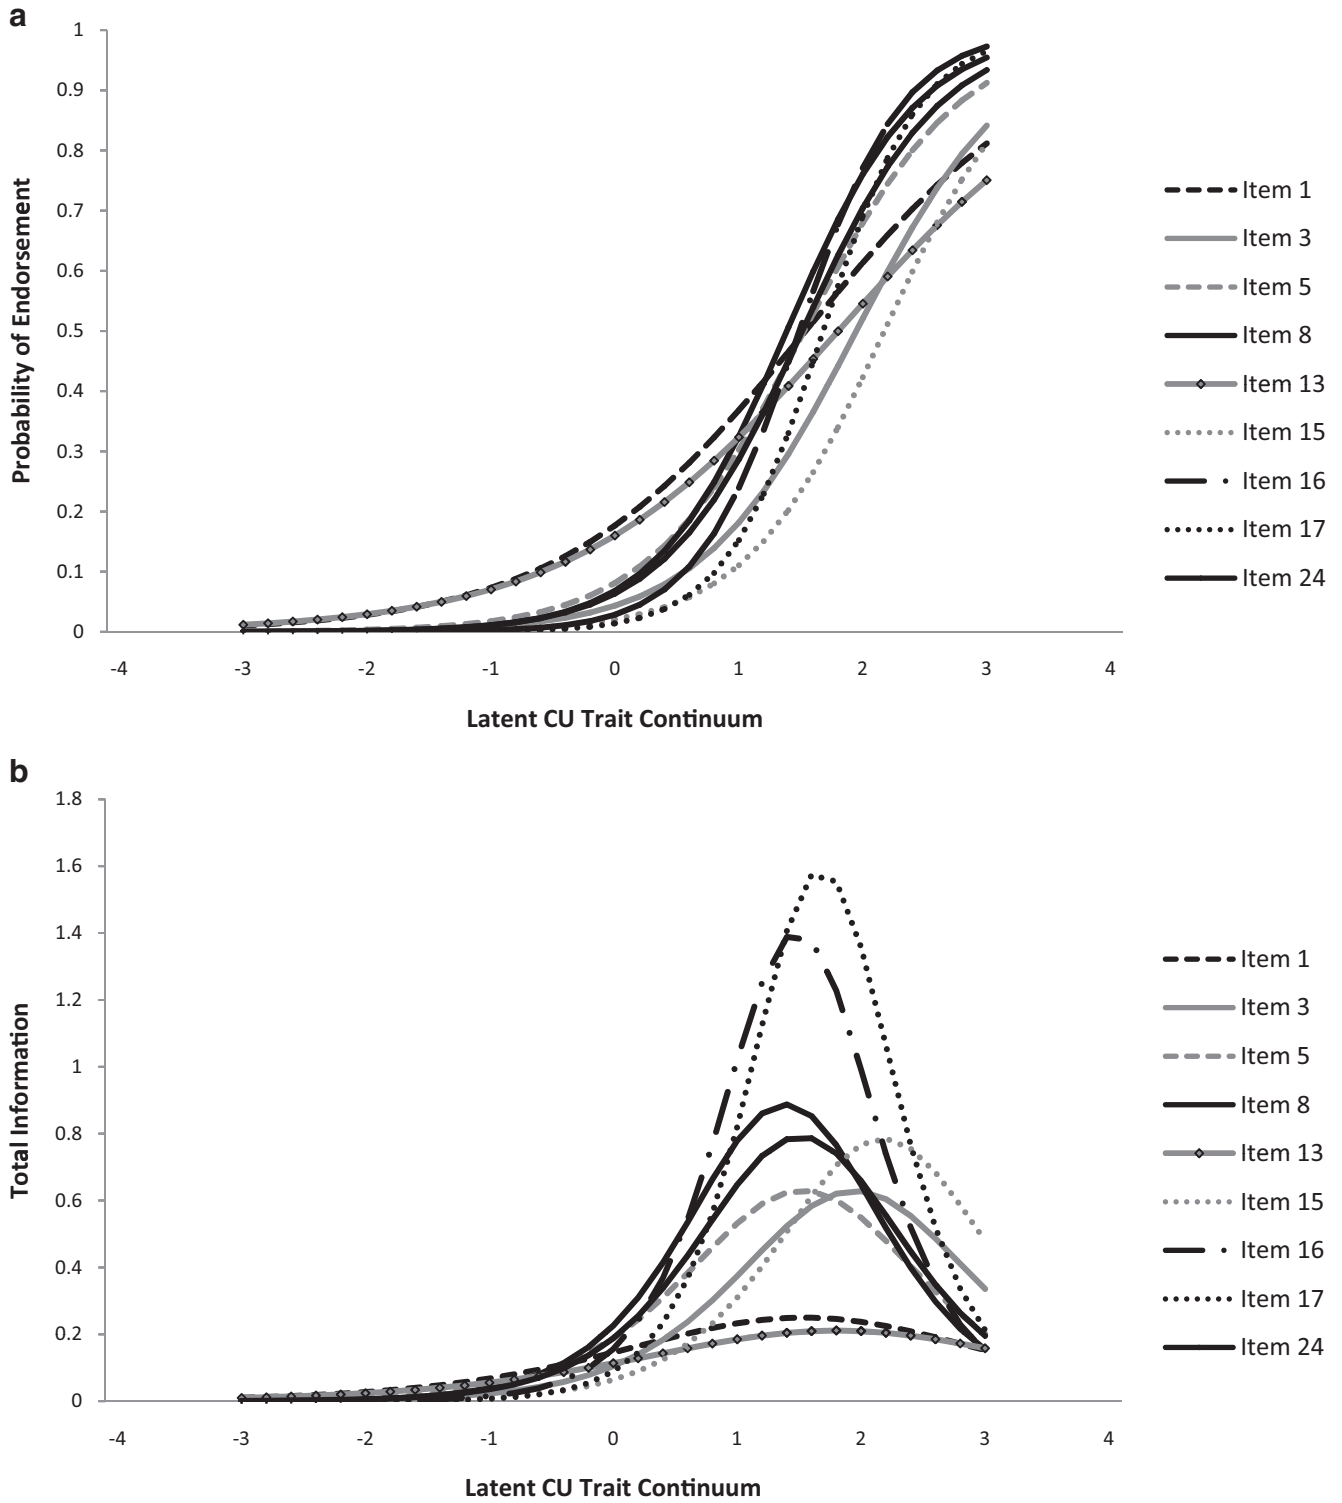 a
1
0.9
0.8
0.7
0.6
0.5
0.4
0.3
0.2
0.1
0
Probability of Endorsement
-4 -3 -2 -1 0 1 2 3 4
Latent CU Trait Continuum
Item 1
Item 3
Item 5
Item 8
Item 13
Item 15
Item 16
Item 17
Item 24
b
1.8
1.6
1.4
1.2
1
0.8
0.6
0.4
0.2
0
Total Information
-4 -3 -2 -1 0 1 2 3 4
Latent CU Trait Continuum
Item 1
Item 3
Item 5
Item 8
Item 13
Item 15
Item 16
Item 17
Item 24